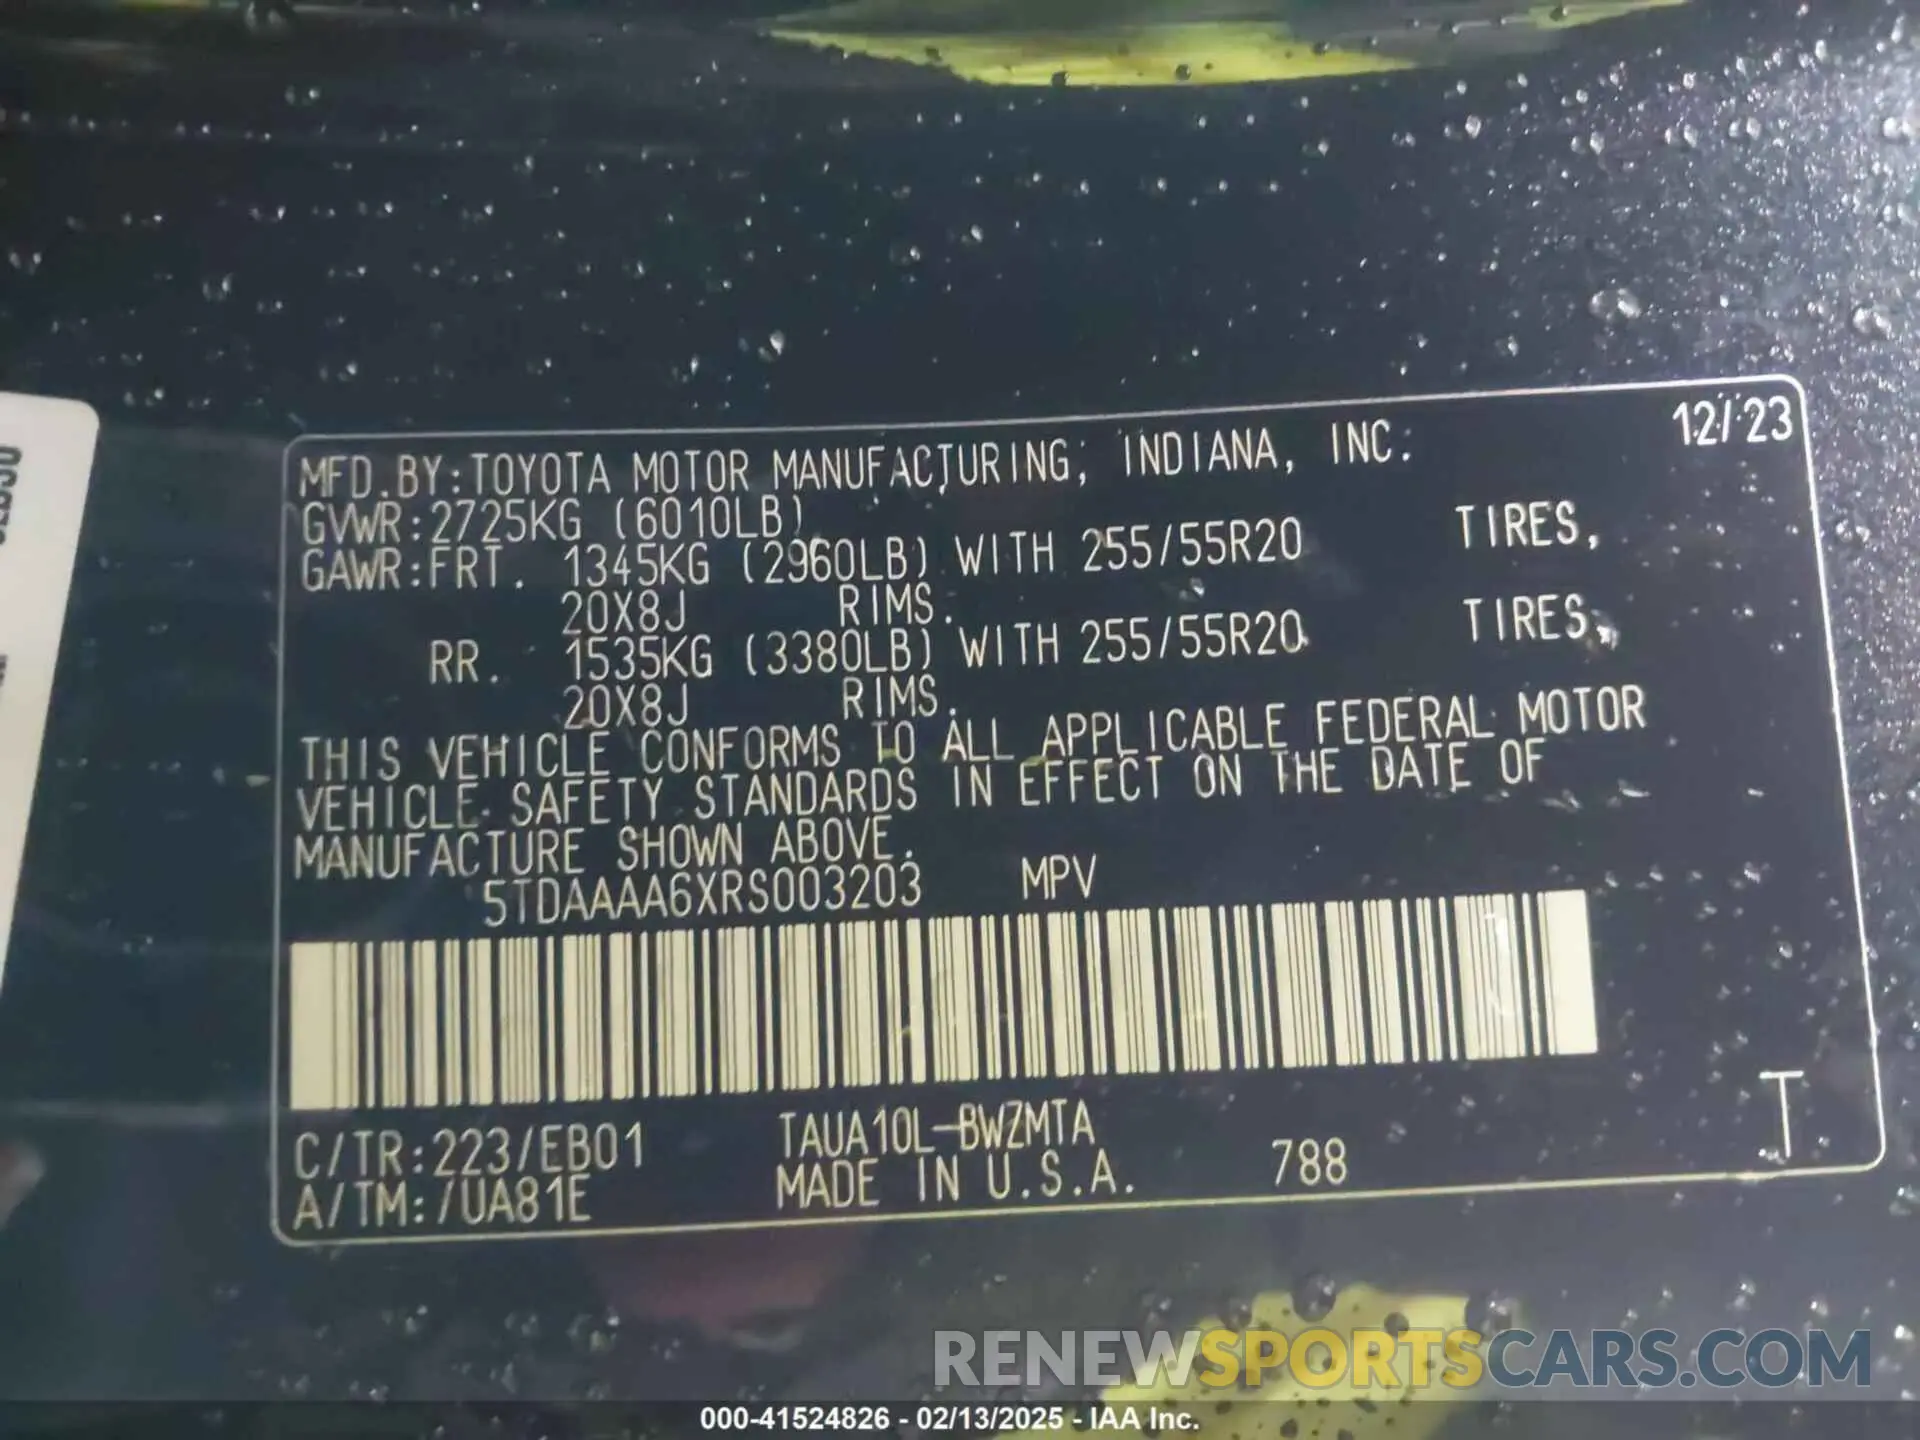 12/23
MFD.BY:TOYOTA MOTOR MANUFACTURING, INDIANA, INC.
GVWR:2725KG (6010LB)
GAWR:FRT. 1345KG (2960LB) WITH 255/55R20 TIRES,
20X8J RIMS.
RR. 1535KG (3380LB) WITH 255/55R20 TIRES,
20X8J RIMS.
THIS VEHICLE CONFORMS TO ALL APPLICABLE FEDERAL MOTOR
VEHICLE SAFETY STANDARDS IN EFFECT ON THE DATE OF
MANUFACTURE SHOWN ABOVE.
5TDAAAA6XRS003203 MPV
C/TR:223/EB01 TAUA10L-BWZMTA
A/TM:/UA81E MADE IN U.S.A. 788 T
RENEWSPORTSCARS.COM
000-41524826 - 02/13/2025 - IAA Inc.